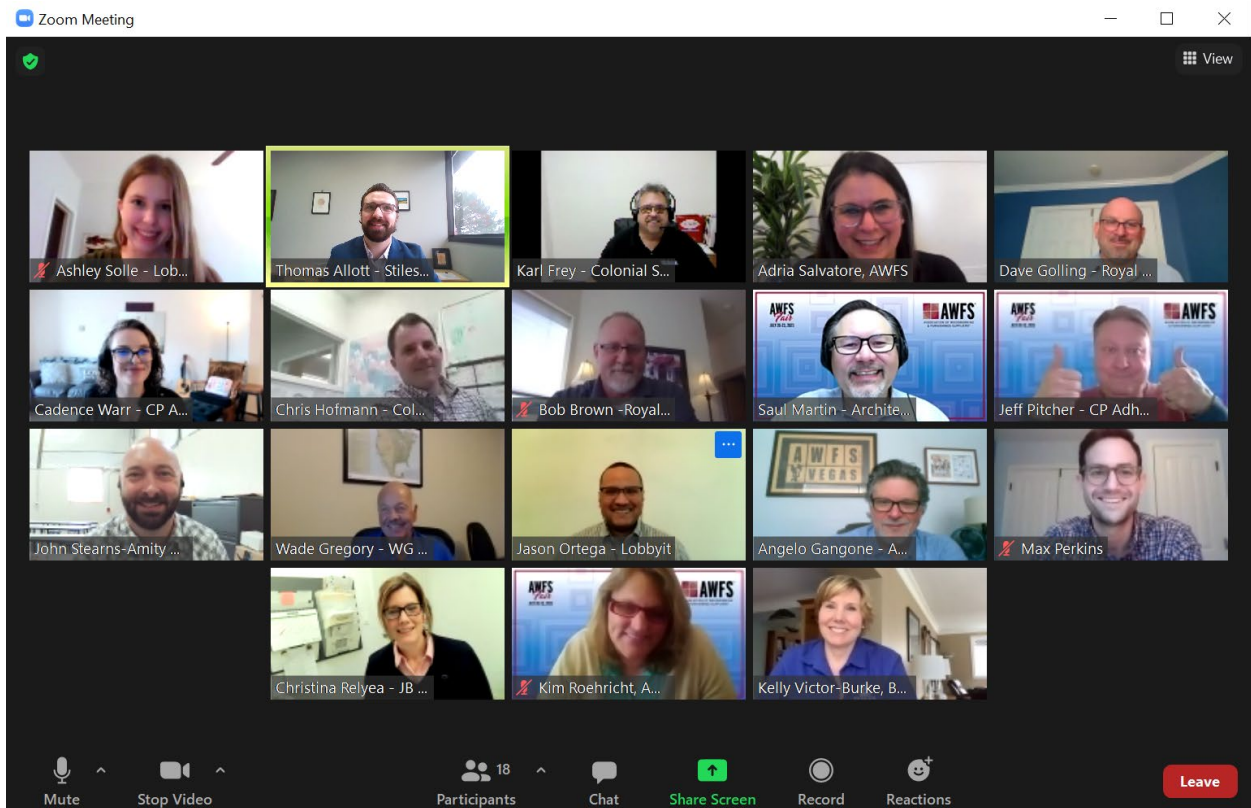 Zoom Meeting
View
Ashley Solle - Lob...
Thomas Allott - Stiles...
Karl Frey - Colonial S...
Adria Salvatore, AWFS
Dave Golling - Royal ...
Cadence Warr - CP A...
Chris Hofmann - Col...
Bob Brown -Royal...
AWFS
Fair
AWFS
Saul Martin - Archite...
AWFS
Fair
AWFS
Jeff Pitcher - CP Adh...
John Stearns-Amity ...
Wade Gregory - WG ...
Jason Ortega - Lobbyit
AWFS
VEGAS
Angelo Gangone - A...
Max Perkins
Christina Relyea - JB ...
AWFS
Fair
AWFS
Kim Roehricht, A...
Kelly Victor-Burke, B...
Mute
Stop Video
18
Participants
Chat
Share Screen
Record
Reactions
Leave